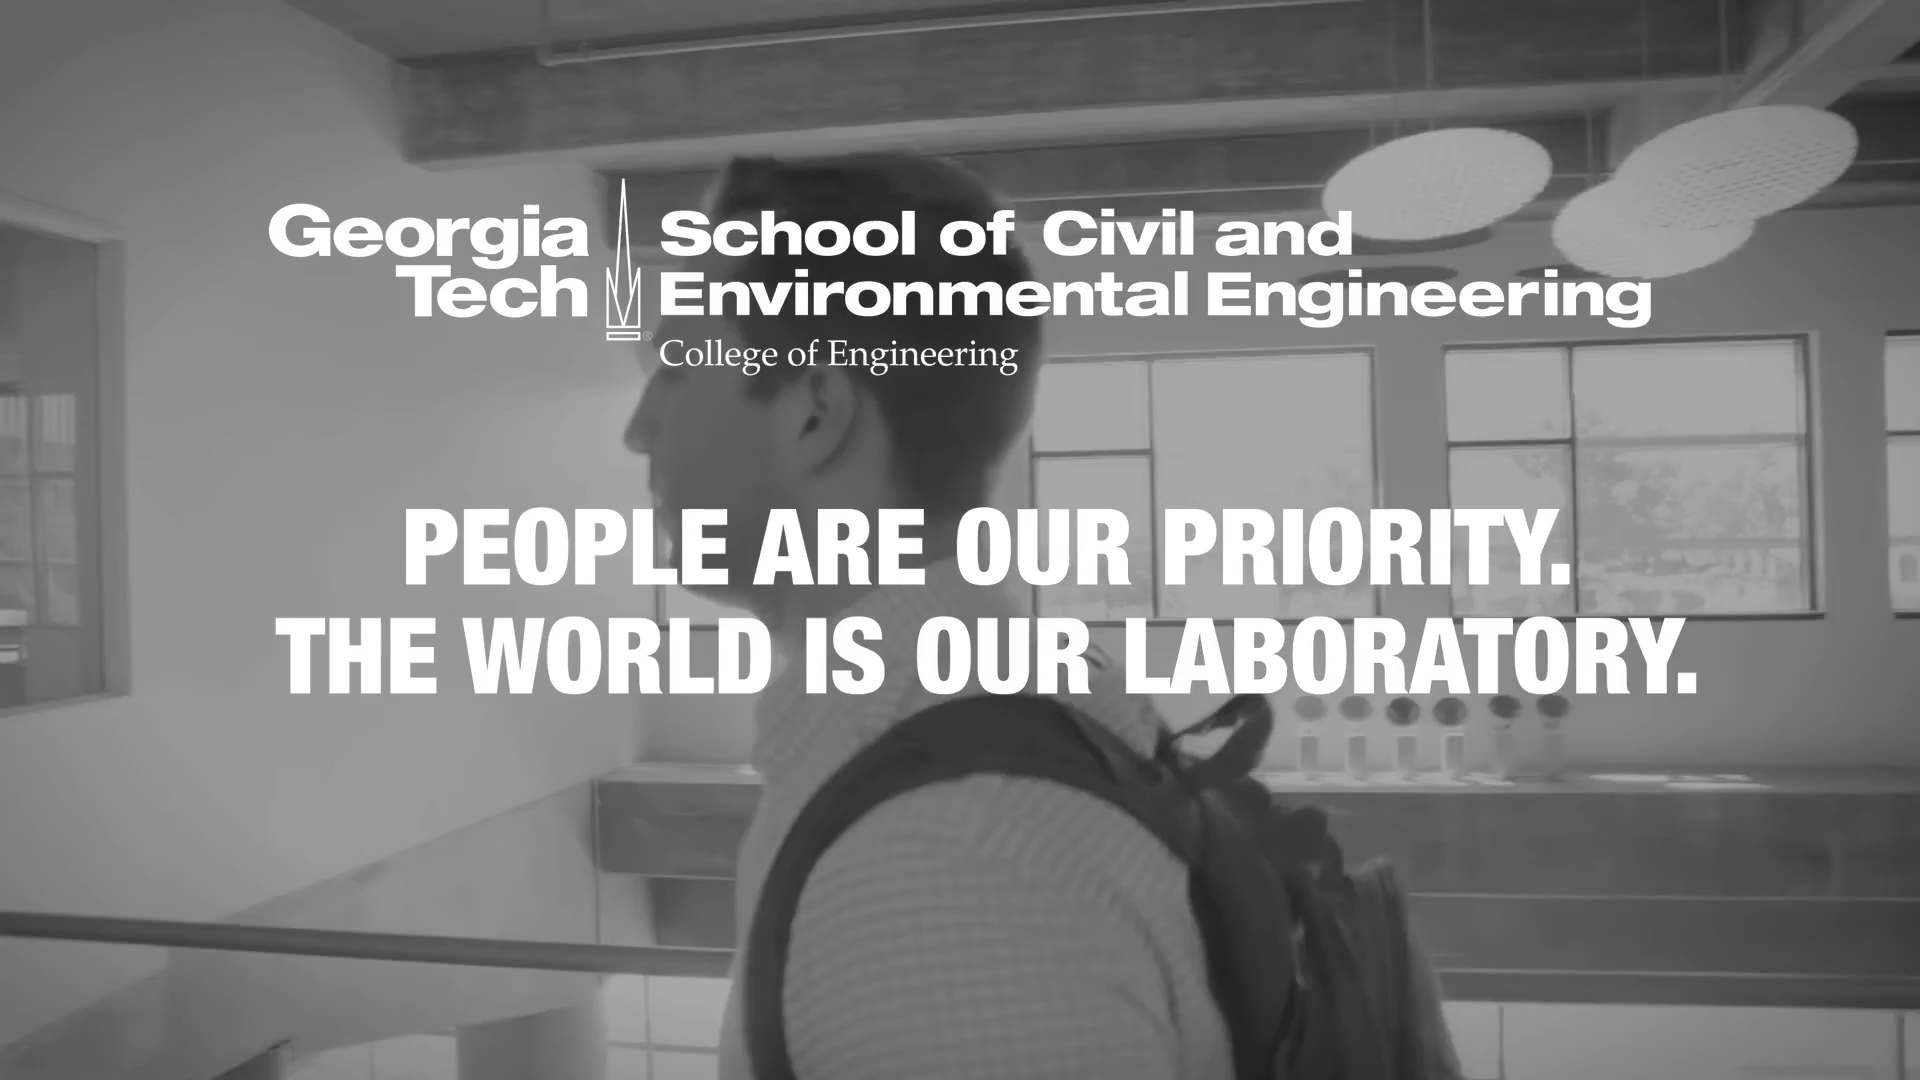 Georgia Tech
School of Civil and
Environmental Engineering
College of Engineering
PEOPLE ARE OUR PRIORITY.
THE WORLD IS OUR LABORATORY.